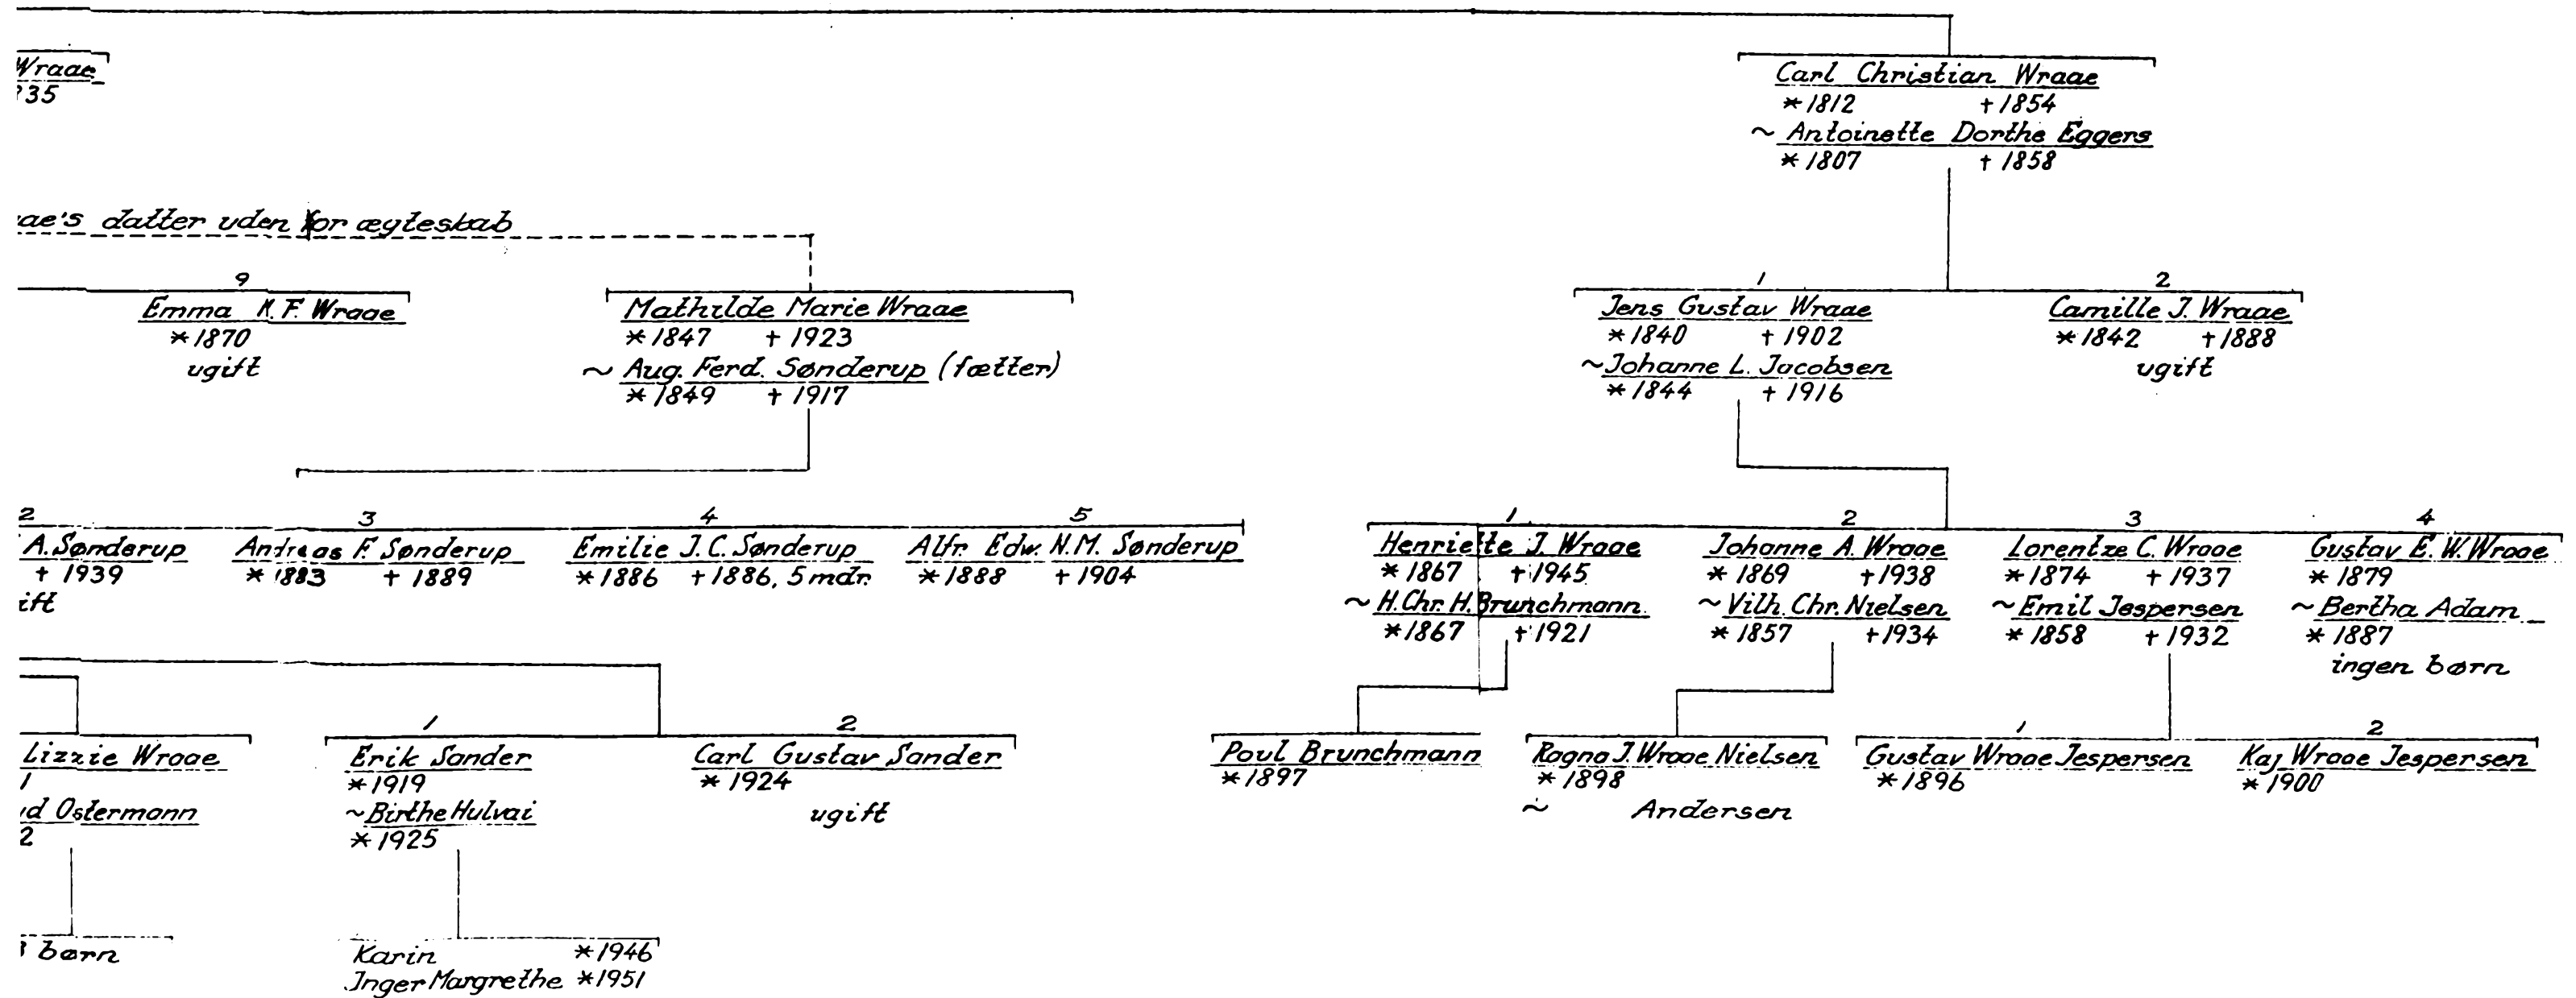 Wraae
Carl Christian Wraae
*1812 †1854
~ Antoinette Dorthe Eggers
*1807 †1858
datter uden for ægteskab
9
Emma K.F. Wraae
*1870
ugift
Mathilde Marie Wraae
*1847 †1923
~ Aug. Ferd. Sønderup (fætter)
*1849 †1917
1
Jens Gustav Wraae
*1840 †1902
~ Johanne L. Jacobsen
*1844 †1916
2
Camille J. Wraae
*1842 †1888
ugift
2
A. Sønderup
†1939
3
Andreas F. Sønderup
*1883 †1889
4
Emilie J.C. Sønderup
*1886 †1886, 5 mdr.
5
Alfr. Edw. N.M. Sønderup
*1888 †1904
1
Henriette J. Wraae
*1867 †1945
~ H. Chr. H. Brunchmann
*1867 †1921
2
Johanne A. Wraae
*1869 †1938
~ Vilh. Chr. Nielsen
*1857 †1934
3
Lorentze C. Wraae
*1874 †1937
~ Emil Jespersen
*1858 †1932
4
Gustav E. W. Wraae
*1879
~ Bertha Adam
*1887
ingen børn
Lizzie Wraae
Ostermann
børn
1
Erik Sander
*1919
~ Birthe Hulvai
*1925
2
Carl Gustav Sander
*1924
ugift
Karin *1946
Inger Margrethe *1951
Poul Brunchmann
*1897
Ragna J. Wraae Nielsen
*1898
~ Andersen
1
Gustav Wraae Jespersen
*1896
2
Kaj Wraae Jespersen
*1900